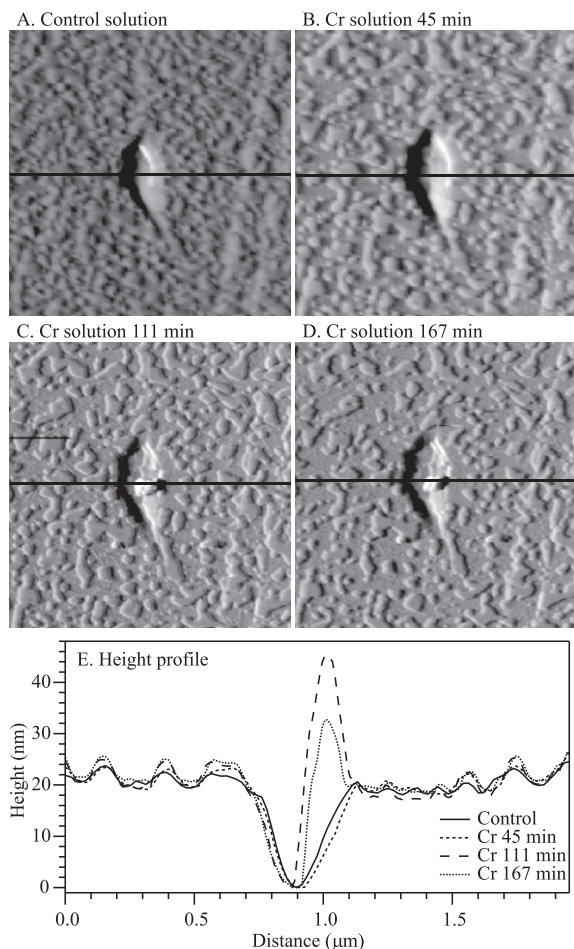 A. Control solution
B. Cr solution 45 min
C. Cr solution 111 min
D. Cr solution 167 min
E. Height profile
Height (nm)
40
30
20
10
0
Control
Cr 45 min
Cr 111 min
Cr 167 min
0.0
0.5
1.0
1.5
Distance (μm)